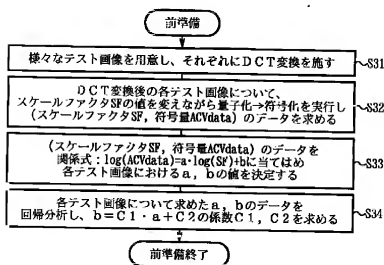 前準備
様々なテスト画像を用意し、それぞれにDCT変換を施す
S31
DCT変換後の各テスト画像について、
スケールファクタSFの値を変えながら量子化→符号化を実行し
(スケールファクタSF, 符号量ACVdata) のデータを求める
S32
(スケールファクタSF, 符号量ACVdata) のデータを
関係式：log(ACVdata)=a・log(SF)+bに当てはめ
各テスト画像におけるa, bの値を決定する
S33
各テスト画像について求めたa, bのデータを
回帰分析し、b=C1・a+C2の係数C1, C2を求める
S34
前準備終了